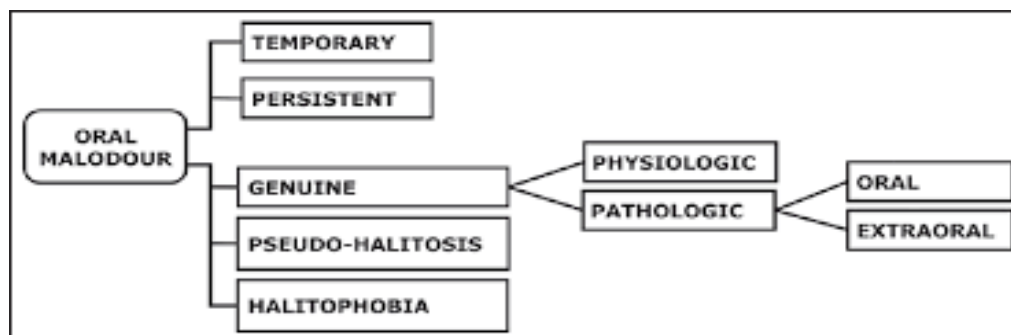 TEMPORARY
PERSISTENT
ORAL
MALODOUR
GENUINE
PSEUDO-HALITOSIS
HALITOPHOBIA
PHYSIOLOGIC
PATHOLOGIC
ORAL
EXTRAORAL